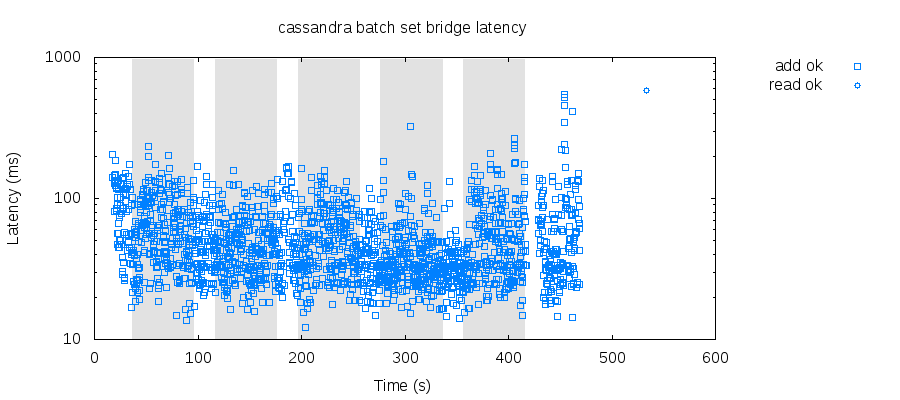 cassandra batch set bridge latency
1000
100
10
Latency (ms)
0 100 200 300 400 500 600
Time (s)
add ok
read ok